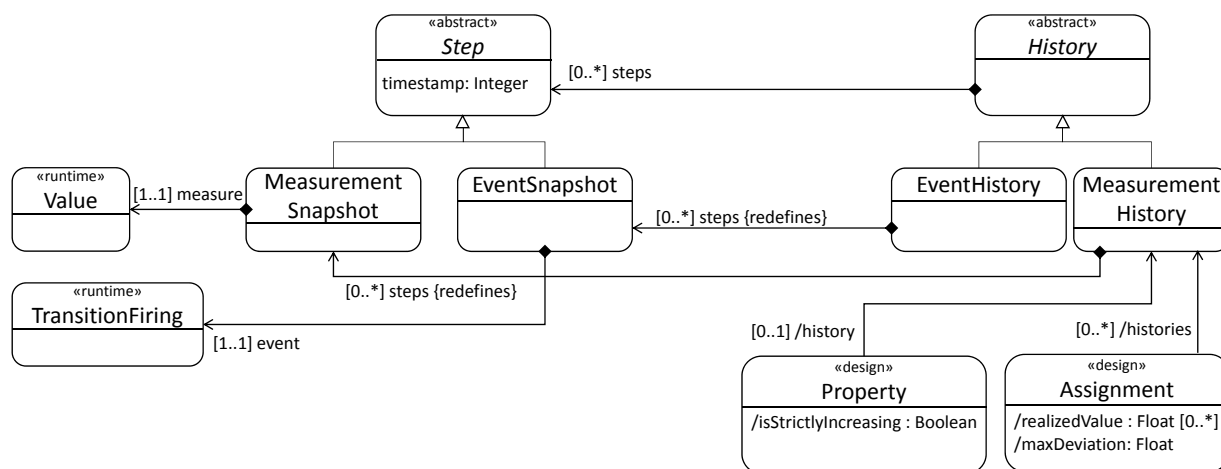 «abstract»
Step
timestamp: Integer
«abstract»
History
[0..*] steps
«runtime»
Value
[1..1] measure
Measurement
Snapshot
EventSnapshot
[0..*] steps {redefines}
EventHistory
Measurement
History
[0..*] steps {redefines}
«runtime»
TransitionFiring
[1..1] event
[0..1] /history
[0..*] /histories
«design»
Property
/isStrictlyIncreasing : Boolean
«design»
Assignment
/realizedValue : Float [0..*]
/maxDeviation: Float